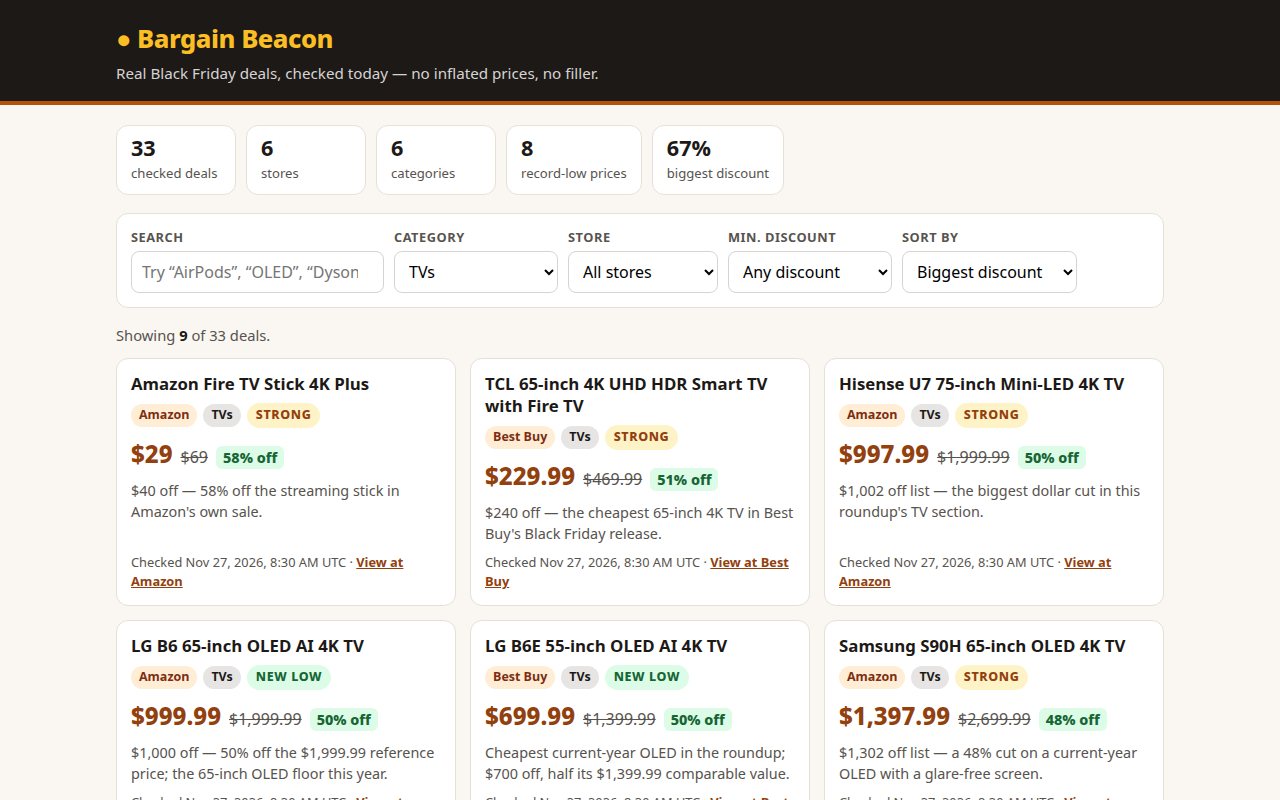 ● Bargain Beacon
Real Black Friday deals, checked today — no inflated prices, no filler.
33
checked deals
6
stores
6
categories
8
record-low prices
67%
biggest discount
SEARCH
Try “AirPods”, “OLED”, “Dyson
CATEGORY
TVs
STORE
All stores
MIN. DISCOUNT
Any discount
SORT BY
Biggest discount
Showing 9 of 33 deals.
Amazon Fire TV Stick 4K Plus
Amazon TVs STRONG
$29 $69 58% off
$40 off — 58% off the streaming stick in
Amazon's own sale.
Checked Nov 27, 2026, 8:30 AM UTC · View at
Amazon
TCL 65-inch 4K UHD HDR Smart TV
with Fire TV
Best Buy TVs STRONG
$229.99 $469.99 51% off
$240 off — the cheapest 65-inch 4K TV in Best
Buy's Black Friday release.
Checked Nov 27, 2026, 8:30 AM UTC · View at Best
Buy
Hisense U7 75-inch Mini-LED 4K TV
Amazon TVs STRONG
$997.99 $1,999.99 50% off
$1,002 off list — the biggest dollar cut in this
roundup's TV section.
Checked Nov 27, 2026, 8:30 AM UTC · View at
Amazon
LG B6 65-inch OLED AI 4K TV
Amazon TVs NEW LOW
$999.99 $1,999.99 50% off
$1,000 off — 50% off the $1,999.99 reference
price; the 65-inch OLED floor this year.
LG B6E 55-inch OLED AI 4K TV
Best Buy TVs NEW LOW
$699.99 $1,399.99 50% off
Cheapest current-year OLED in the roundup;
$700 off, half its $1,399.99 comparable value.
Samsung S90H 65-inch OLED 4K TV
Amazon TVs STRONG
$1,397.99 $2,699.99 48% off
$1,302 off list — a 48% cut on a current-year
OLED with a glare-free screen.